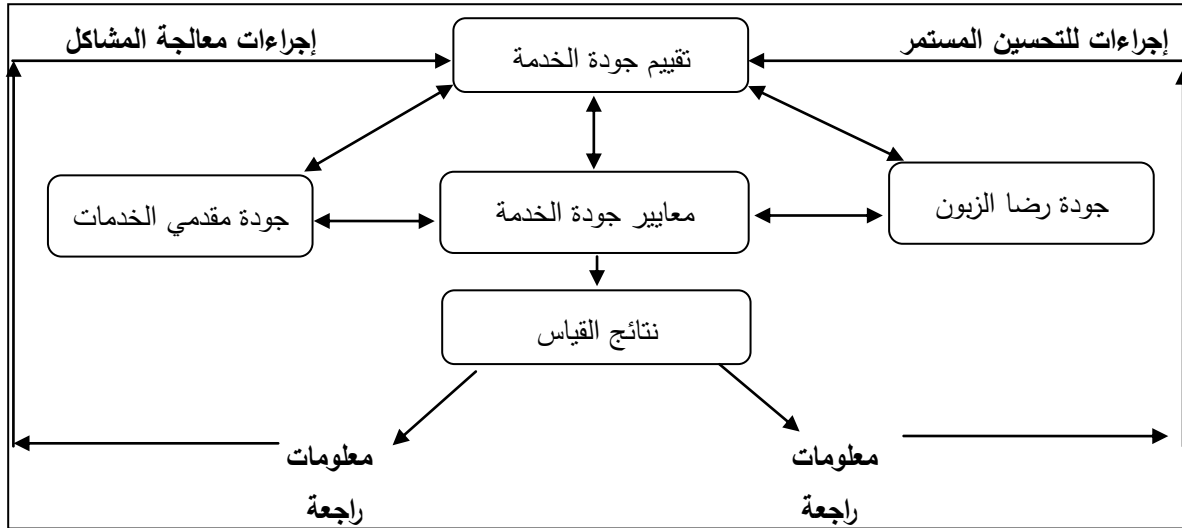 إجراءات للتحسين المستمر
تقييم جودة الخدمة
إجراءات معالجة المشاكل
جودة رضا الزبون
معايير جودة الخدمة
جودة مقدمي الخدمات
نتائج القياس
معلومات
راجعة
معلومات
راجعة